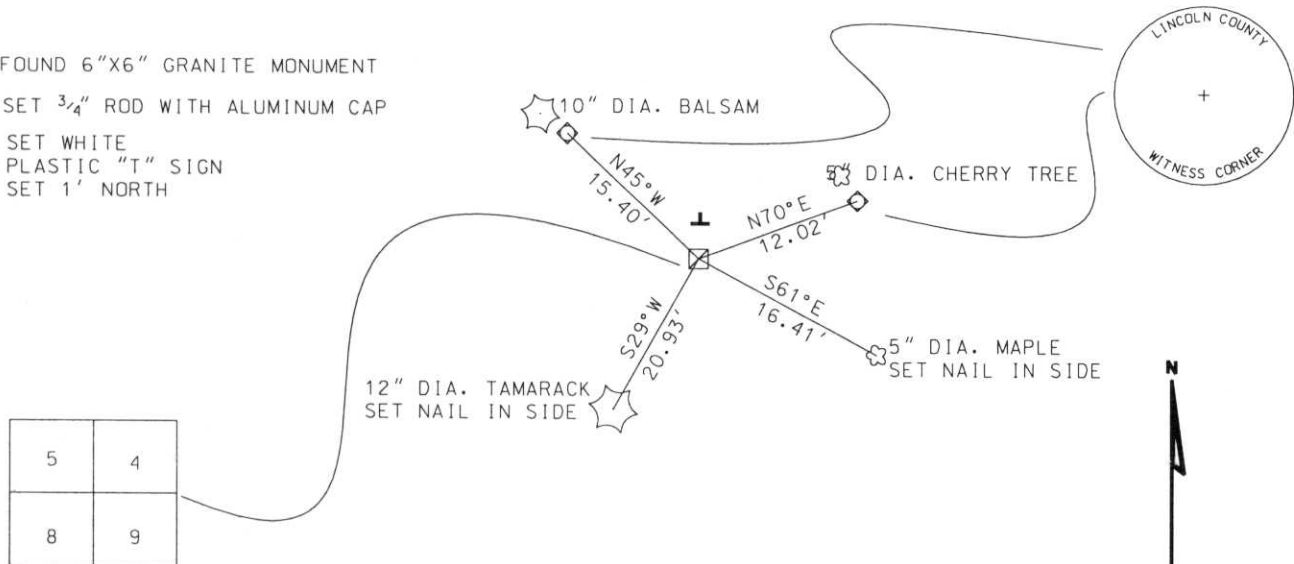 FOUND 6"X6" GRANITE MONUMENT
SET 3/4" ROD WITH ALUMINUM CAP
SET WHITE
PLASTIC "T" SIGN
SET 1' NORTH
10" DIA. BALSAM
N45°W
15.40'
LINCOLN COUNTY
WITNESS CORNER
DIA. CHERRY TREE
N70°E
12.02'
S61°E
16.41'
5" DIA. MAPLE
SET NAIL IN SIDE
S29°W
20.93'
12" DIA. TAMARACK
SET NAIL IN SIDE
N
5 4
8 9